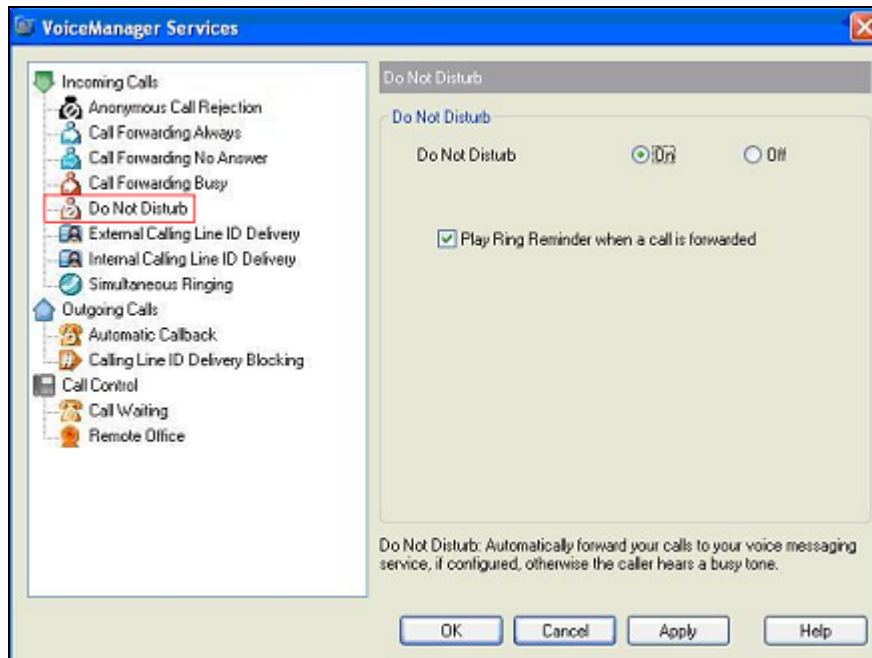 VoiceManager Services
Incoming Calls
Anonymous Call Rejection
Call Forwarding Always
Call Forwarding No Answer
Call Forwarding Busy
Do Not Disturb
External Calling Line ID Delivery
Internal Calling Line ID Delivery
Simultaneous Ringing
Outgoing Calls
Automatic Callback
Calling Line ID Delivery Blocking
Call Control
Call Waiting
Remote Office
Do Not Disturb
Do Not Disturb
Do Not Disturb On Off
Play Ring Reminder when a call is forwarded
Do Not Disturb: Automatically forward your calls to your voice messaging
service, if configured, otherwise the caller hears a busy tone.
OK Cancel Apply Help